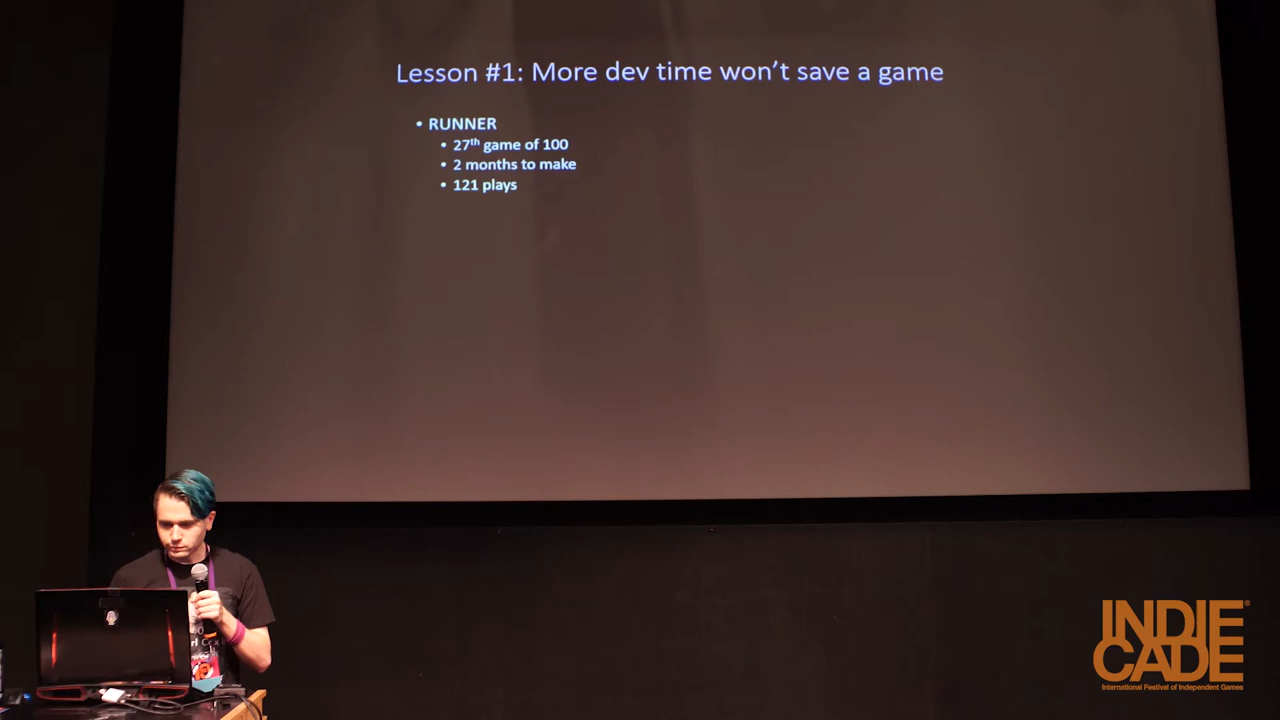 Lesson #1: More dev time won't save a game
• RUNNER
• 27th game of 100
• 2 months to make
• 121 plays
INDIE
CADE®
International Festival of Independent Games